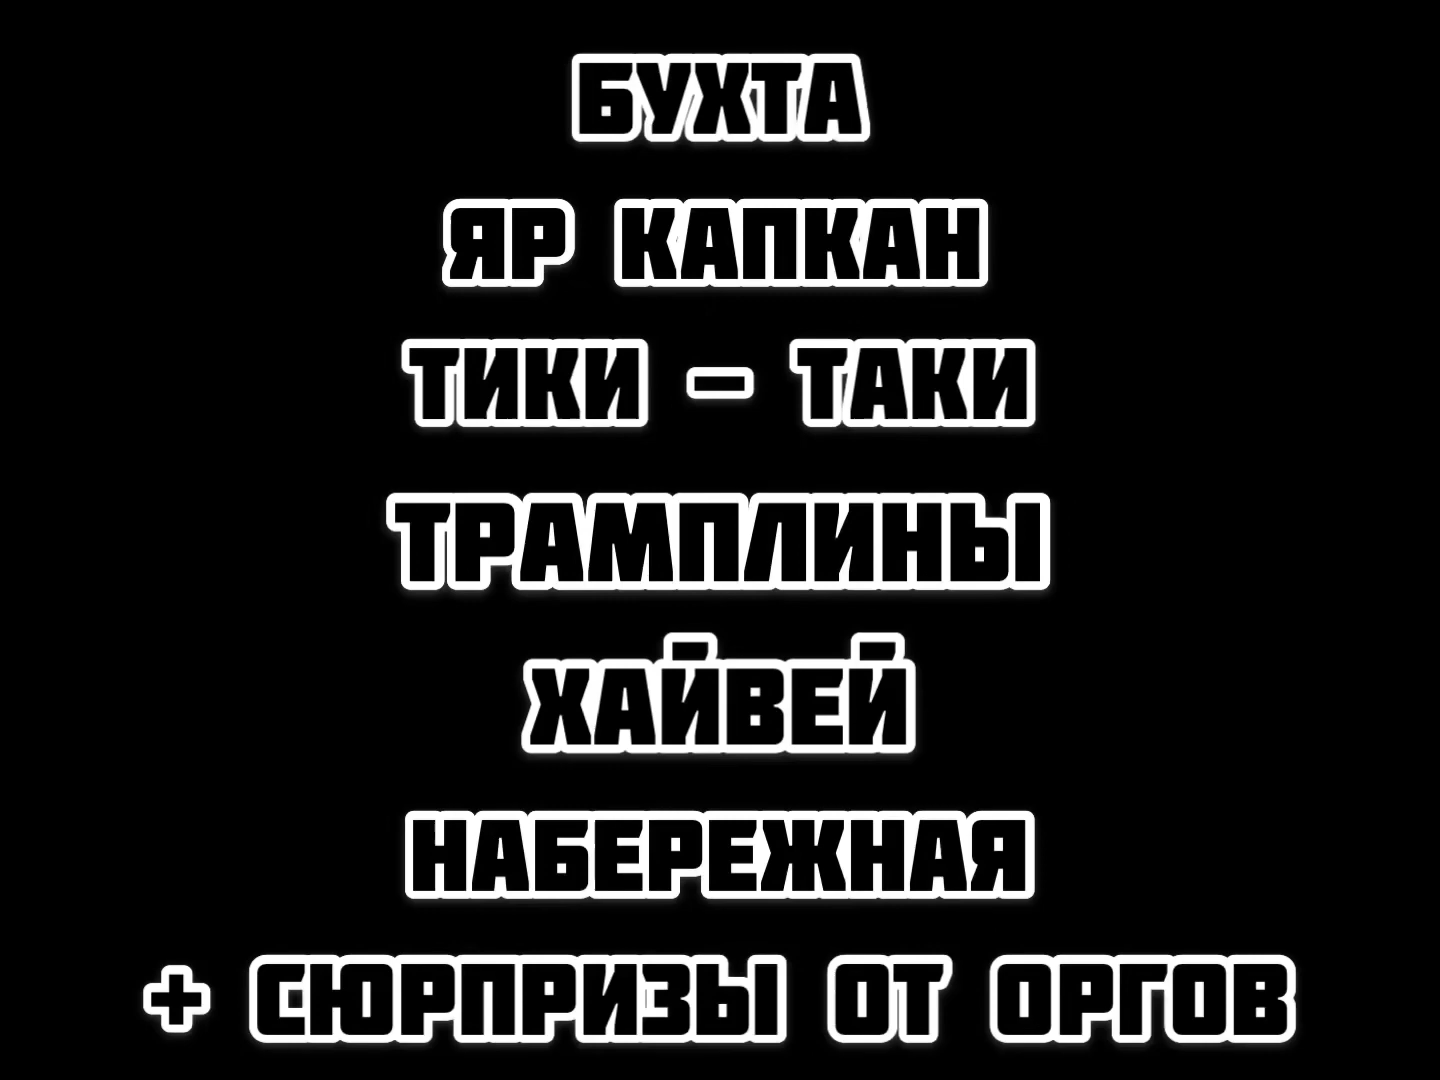 БУХТА
ЯР КАПКАН
ТИКИ - ТАКИ
ТРАМПЛИНЫ
ХАЙВЕЙ
НАБЕРЕЖНАЯ
+ СЮРПРИЗЫ ОТ ОРГОВ